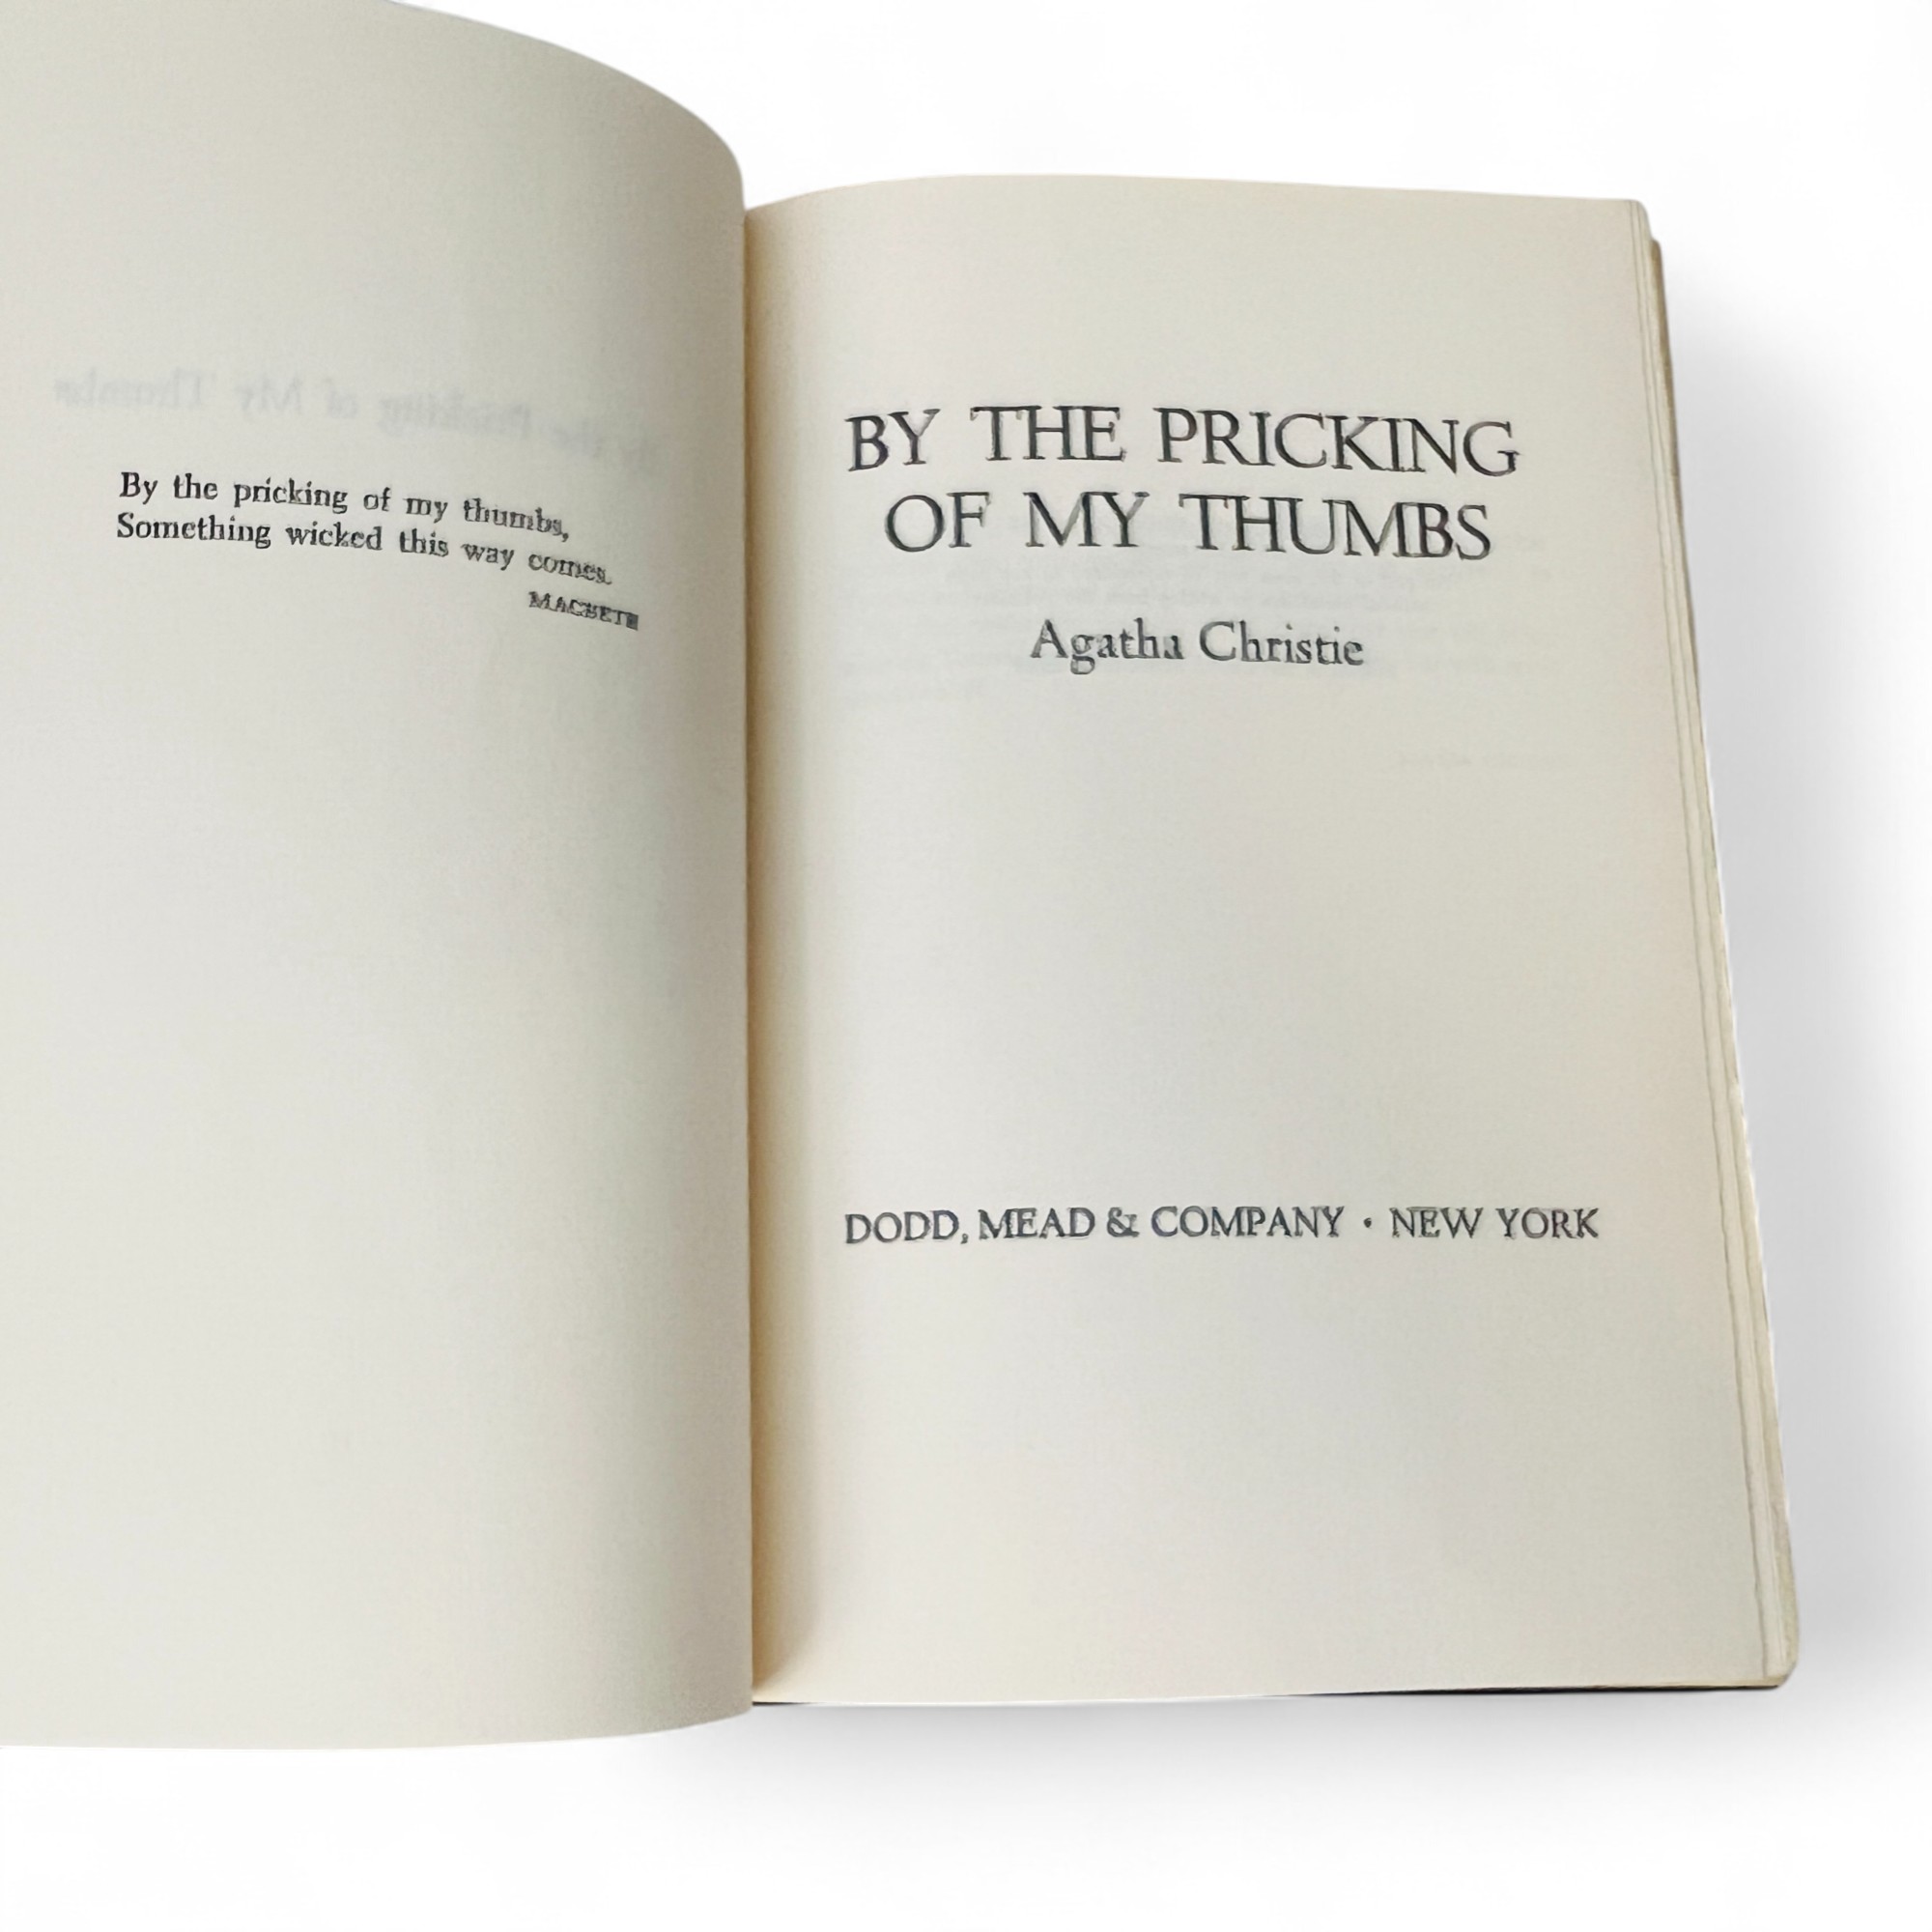 By the pricking of my thumbs,
Something wicked this way comes.
MACBETH
BY THE PRICKING
OF MY THUMBS
Agatha Christie
DODD, MEAD & COMPANY • NEW YORK